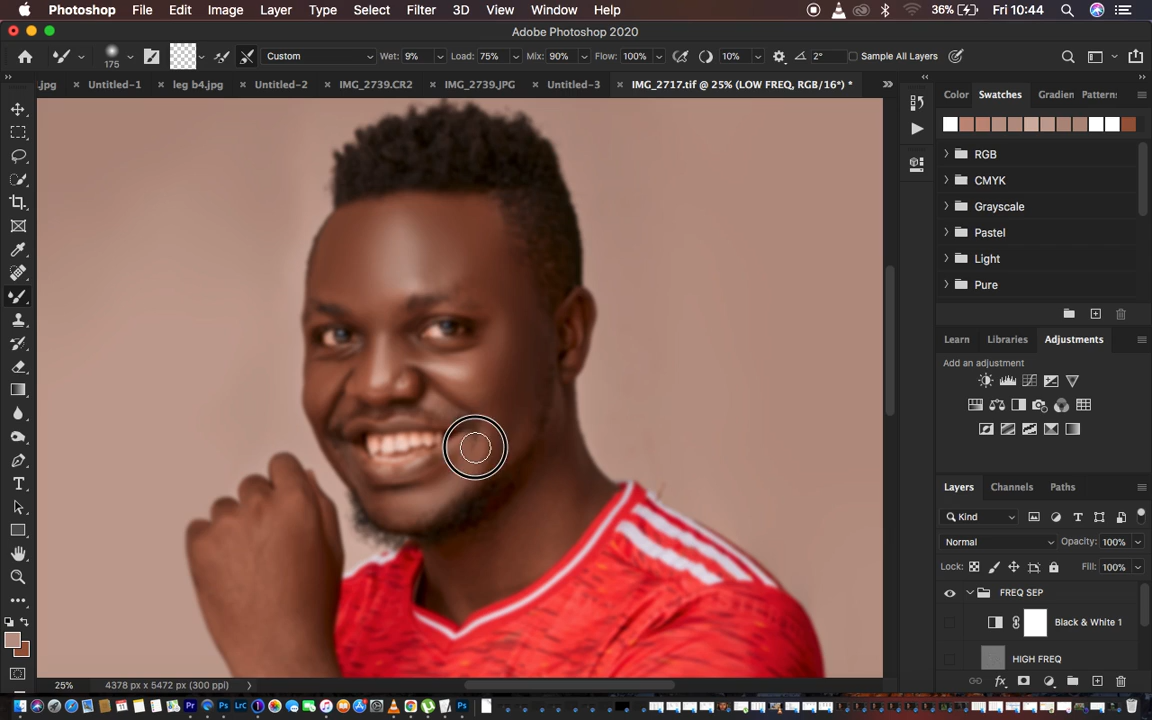 Photoshop File Edit Image Layer Type Select Filter 3D View Window Help 36% Fri 10:44
Adobe Photoshop 2020
175 Custom Wet: 9% Load: 75% Mix: 90% Flow: 100% 10% 2° Sample All Layers
.jpg × Untitled-1 × leg b4.jpg × Untitled-2 × IMG_2739.CR2 × IMG_2739.JPG × Untitled-3 × IMG_2717.tif @ 25% (LOW FREQ, RGB/16*) *
Color Swatches Gradien Pattern
RGB
CMYK
Grayscale
Pastel
Light
Pure
Learn Libraries Adjustments
Add an adjustment
Layers Channels Paths
Kind
Normal Opacity: 100%
Lock: Fill: 100%
FREQ SEP
Black & White 1
HIGH FREQ
25% 4378 px x 5472 px (300 ppi)